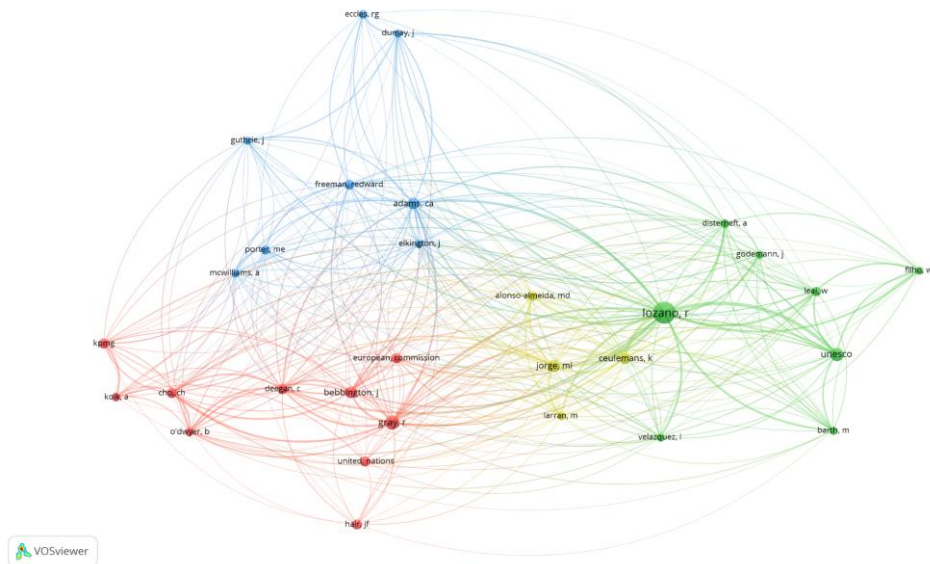 eccles, rg
dumay, j
guthrie, j
freeman, redward
adams, ca
disterheft, a
elkington, j
porter, me
godemann, j
mcwilliams, a
filho, w
leal, w
alonso-almeida, md
lozano, r
kpmg
unesco
european, commission
ceulemans, k
jorge, ml
deegan, c
bebbington, j
cho, ch
kolk, a
larran, m
gray, r
o'dwyer, b
barth, m
velazquez, l
united, nations
hair, jf
VOSviewer